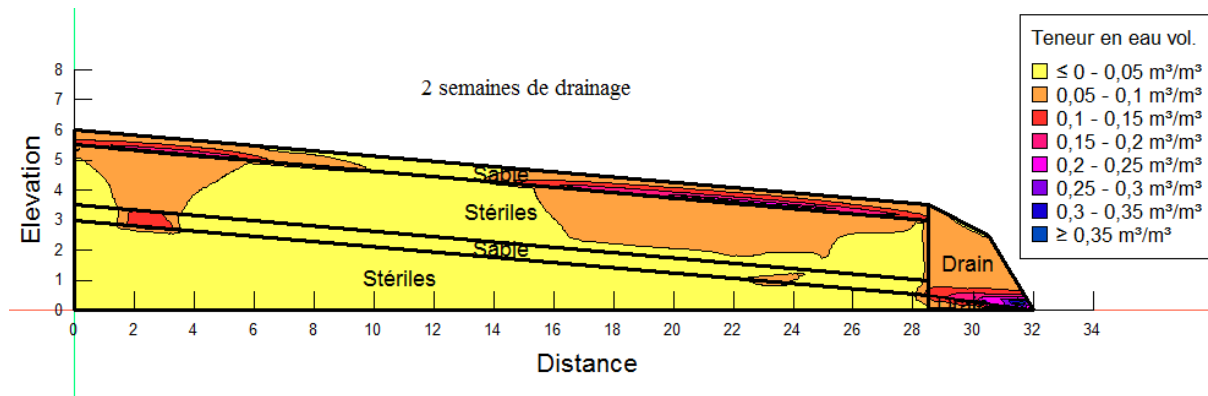 2 semaines de drainage
Teneur en eau vol.
≤ 0 - 0,05 m³/m³
0,05 - 0,1 m³/m³
0,1 - 0,15 m³/m³
0,15 - 0,2 m³/m³
0,2 - 0,25 m³/m³
0,25 - 0,3 m³/m³
0,3 - 0,35 m³/m³
≥ 0,35 m³/m³
Elevation
8
7
6
5
4
3
2
1
0
Sable
Stériles
Sable
Stériles
Drain
0 2 4 6 8 10 12 14 16 18 20 22 24 26 28 30 32 34
Distance